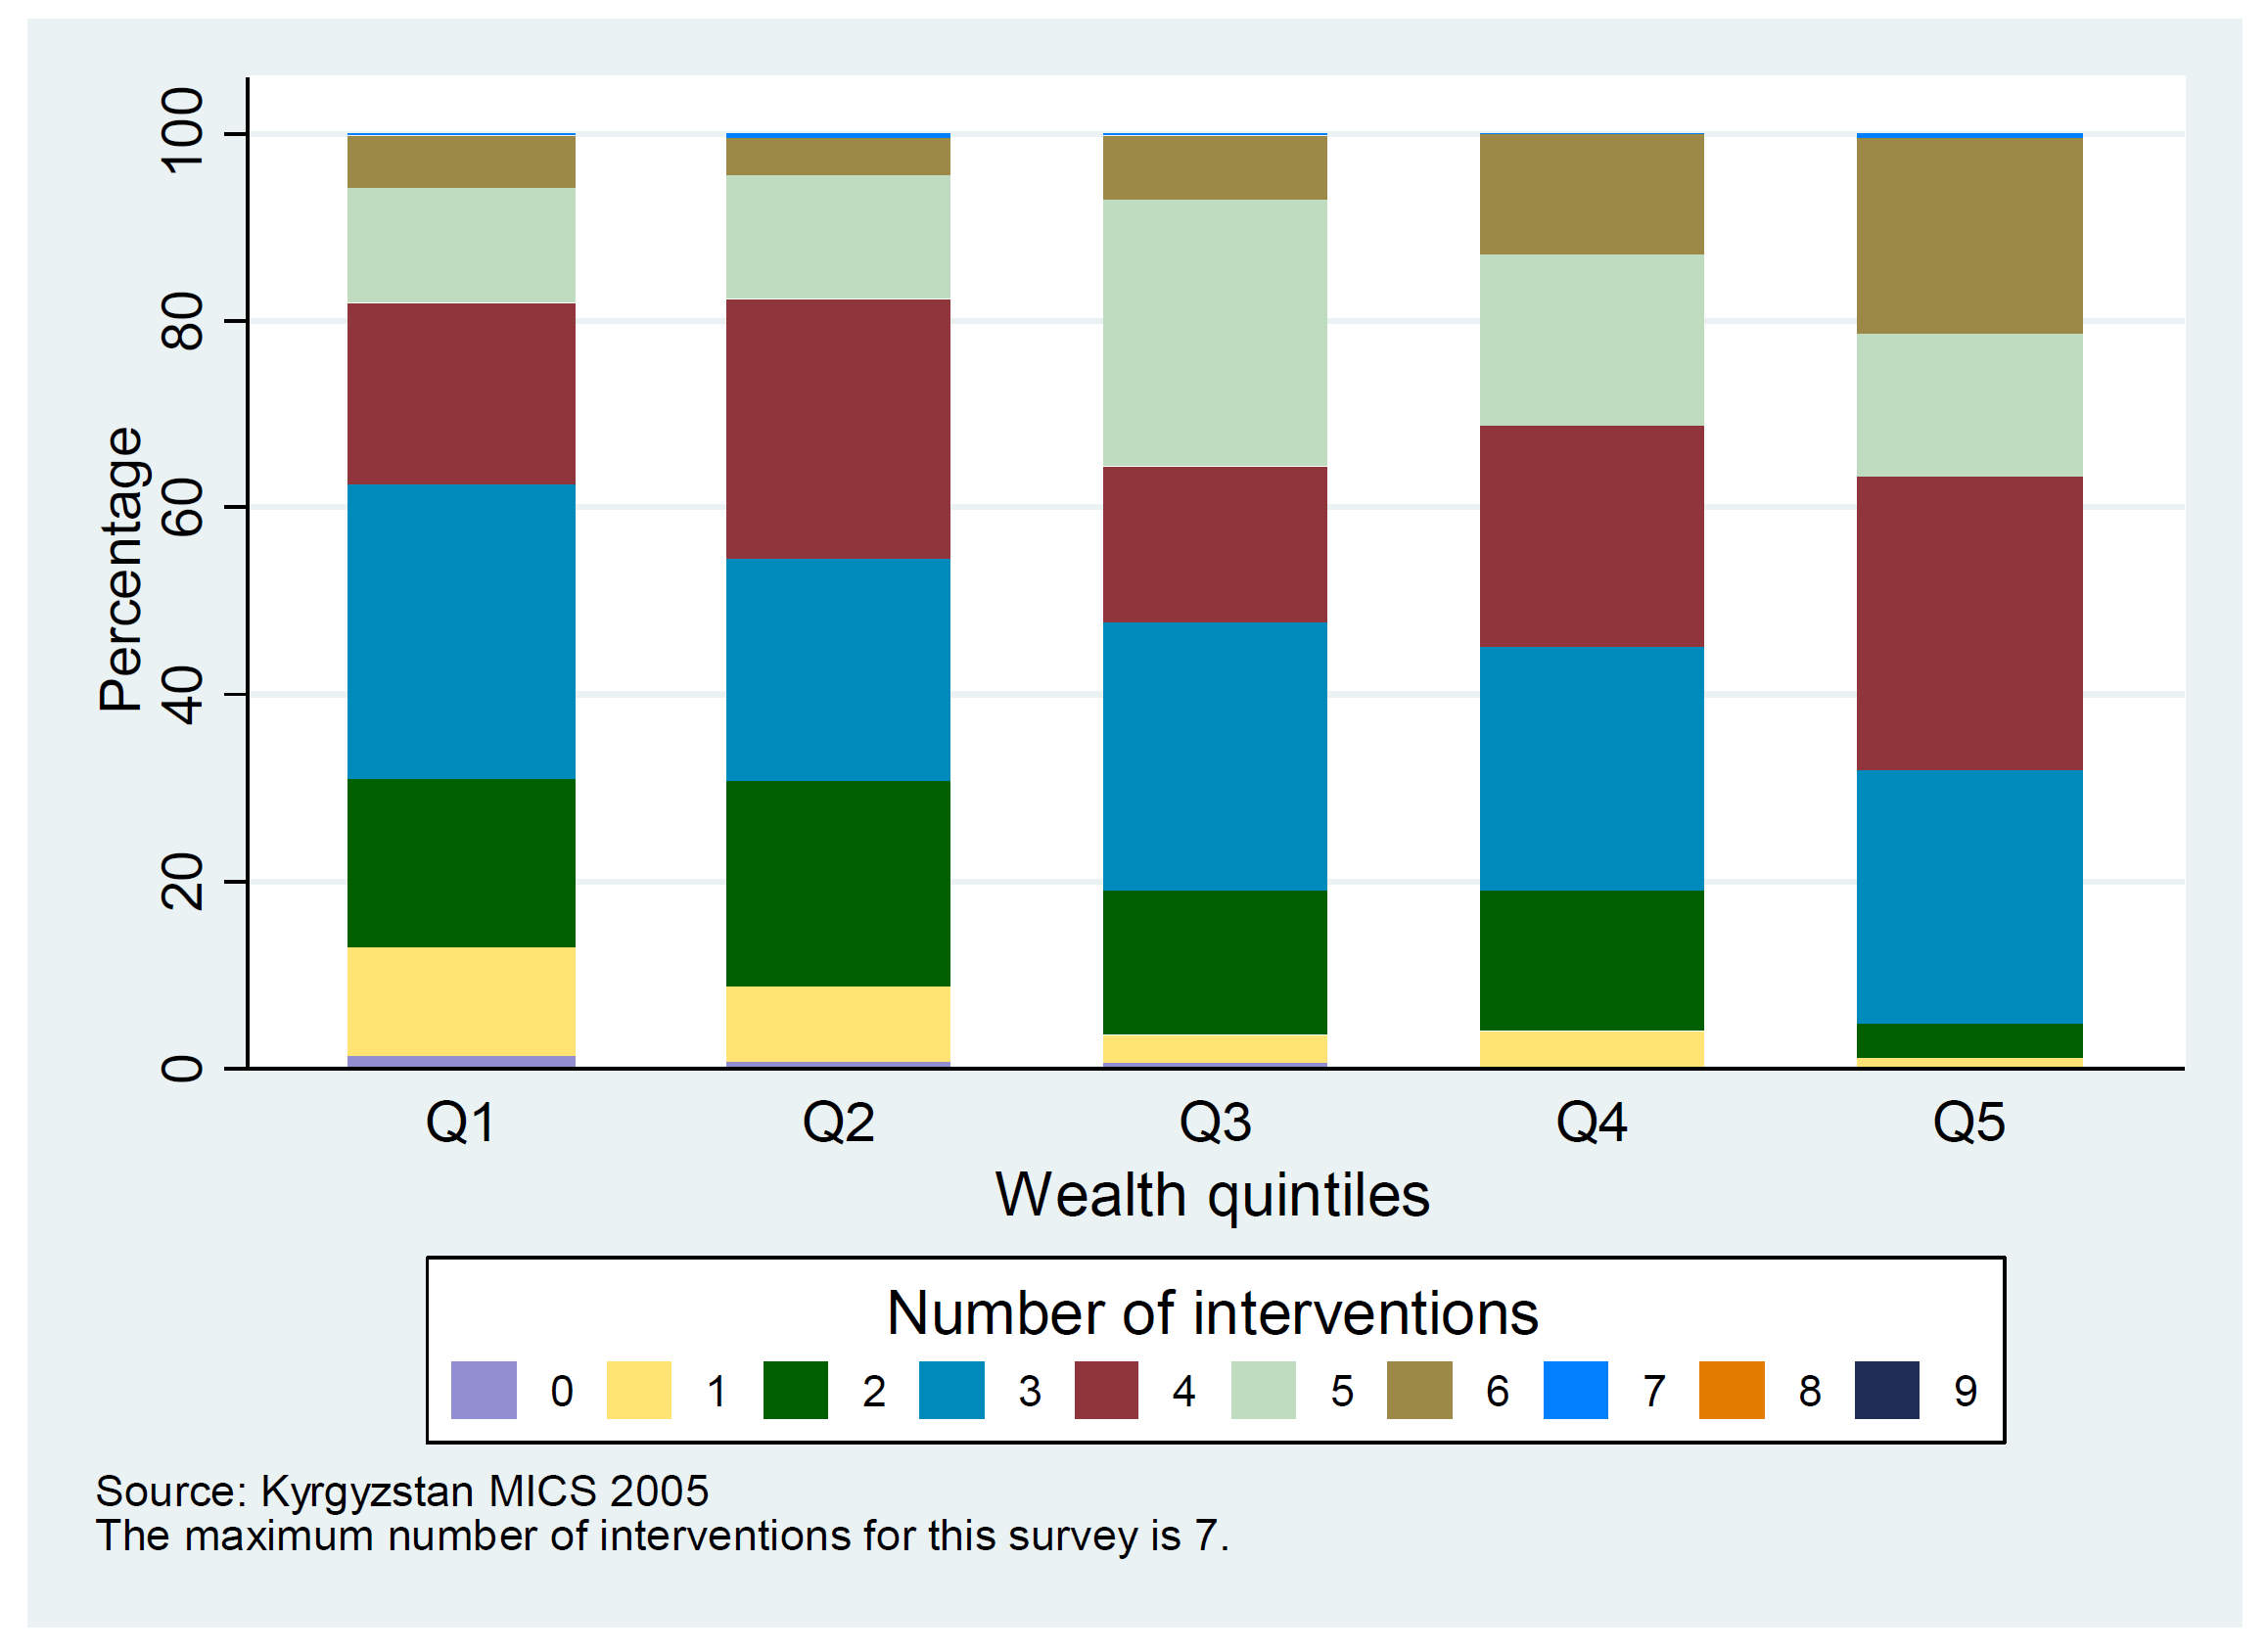 100
80
60
40
20
0
Percentage
Q1 Q2 Q3 Q4 Q5
Wealth quintiles
Number of interventions
0 1 2 3 4 5 6 7 8 9
Source: Kyrgyzstan MICS 2005
The maximum number of interventions for this survey is 7.